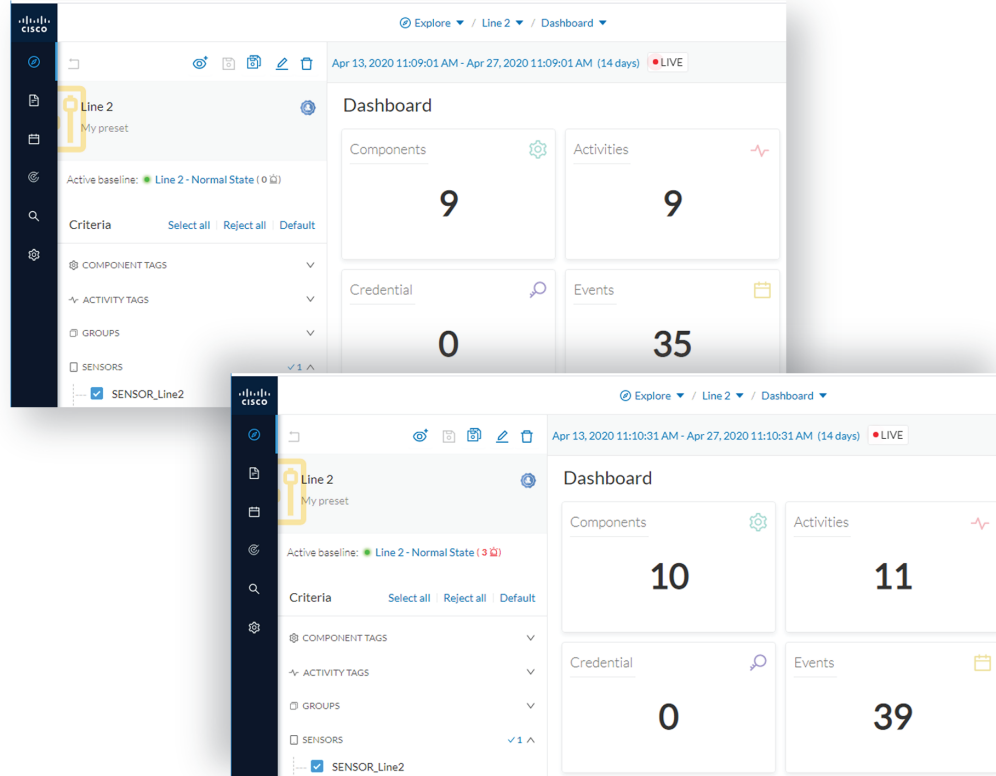 CISCO
Explore / Line 2 / Dashboard
Apr 13, 2020 11:09:01 AM - Apr 27, 2020 11:09:01 AM (14 days) LIVE
Line 2
My preset
Active baseline: Line 2 - Normal State ( 0 )
Criteria Select all Reject all Default
COMPONENT TAGS
ACTIVITY TAGS
GROUPS
SENSORS 1
SENSOR_Line2
Dashboard
Components
9
Activities
9
Credential
0
Events
35
CISCO
Explore / Line 2 / Dashboard
Apr 13, 2020 11:10:31 AM - Apr 27, 2020 11:10:31 AM (14 days) LIVE
Line 2
My preset
Active baseline: Line 2 - Normal State ( 3 )
Criteria Select all Reject all Default
COMPONENT TAGS
ACTIVITY TAGS
GROUPS
SENSORS 1
SENSOR_Line2
Dashboard
Components
10
Activities
11
Credential
0
Events
39